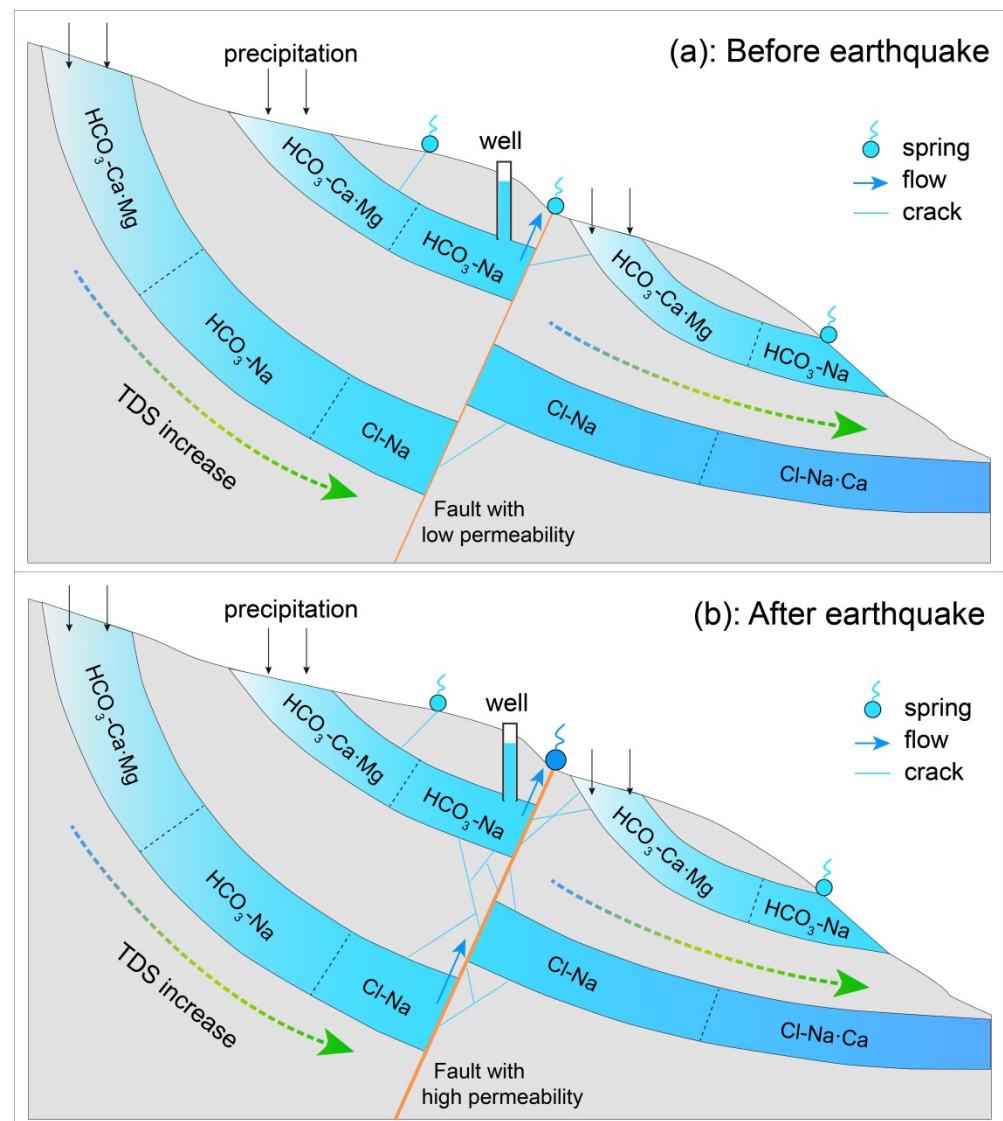 (a): Before earthquake
precipitation
well
spring
flow
crack
HCO₃-Ca·Mg
HCO₃-Ca·Mg
HCO₃-Na
HCO₃-Ca·Mg
HCO₃-Na
HCO₃-Na
Cl-Na
Cl-Na
Cl-Na·Ca
TDS increase
Fault with
low permeability
(b): After earthquake
precipitation
well
spring
flow
crack
HCO₃-Ca·Mg
HCO₃-Ca·Mg
HCO₃-Na
HCO₃-Ca·Mg
HCO₃-Na
HCO₃-Na
Cl-Na
Cl-Na
Cl-Na·Ca
TDS increase
Fault with
high permeability